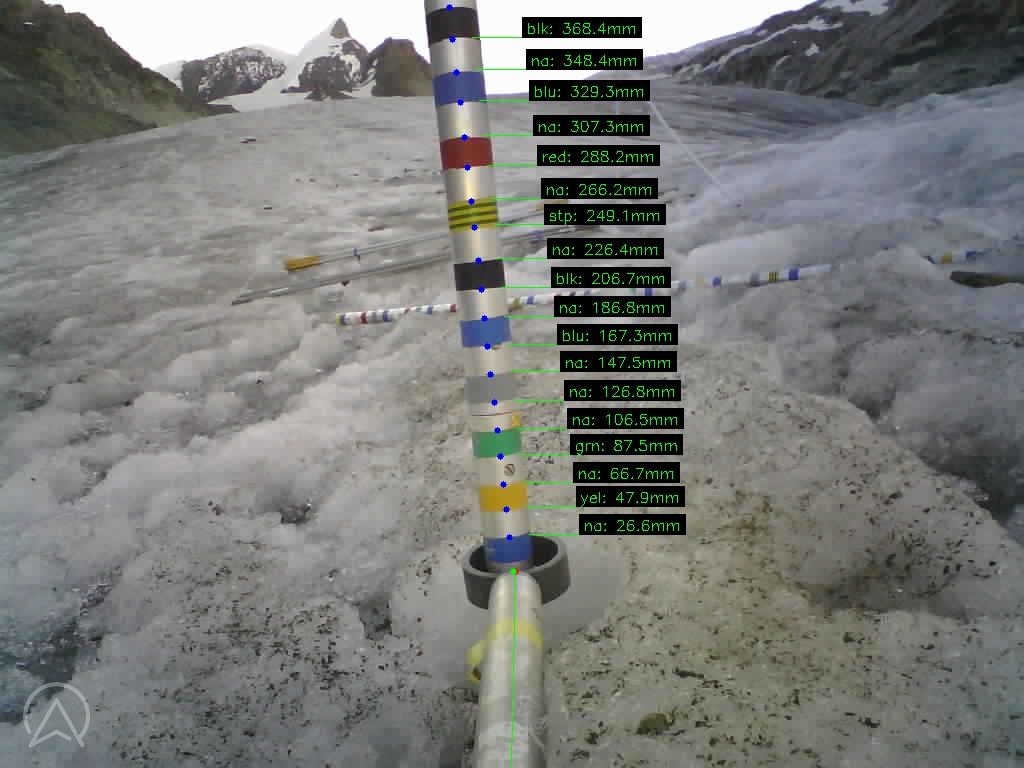 blk: 368.4mm
na: 348.4mm
blu: 329.3mm
na: 307.3mm
red: 288.2mm
na: 266.2mm
stp: 249.1mm
na: 226.4mm
blk: 206.7mm
na: 186.8mm
blu: 167.3mm
na: 147.5mm
na: 126.8mm
na: 106.5mm
grn: 87.5mm
na: 66.7mm
yel: 47.9mm
na: 26.6mm